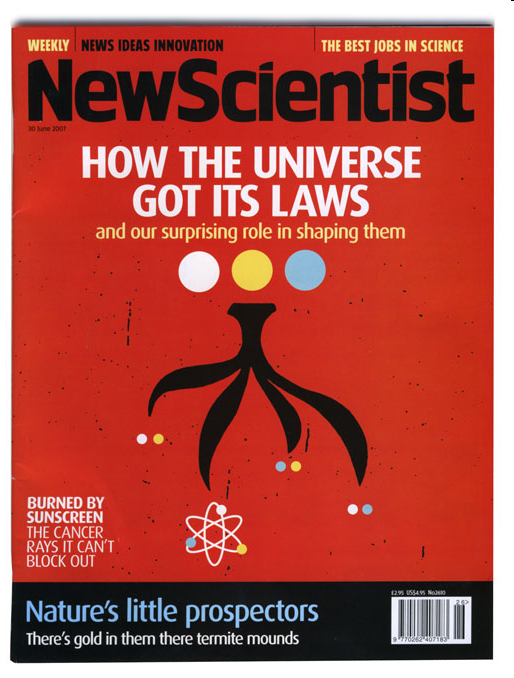 WEEKLY NEWS IDEAS INNOVATION THE BEST JOBS IN SCIENCE
NewScientist
30 June 2007
HOW THE UNIVERSE
GOT ITS LAWS
and our surprising role in shaping them
BURNED BY
SUNSCREEN
THE CANCER
RAYS IT CAN'T
BLOCK OUT
Nature's little prospectors
There's gold in them there termite mounds
£2.95 US$4.95 No2610
26>
9 770262 407183